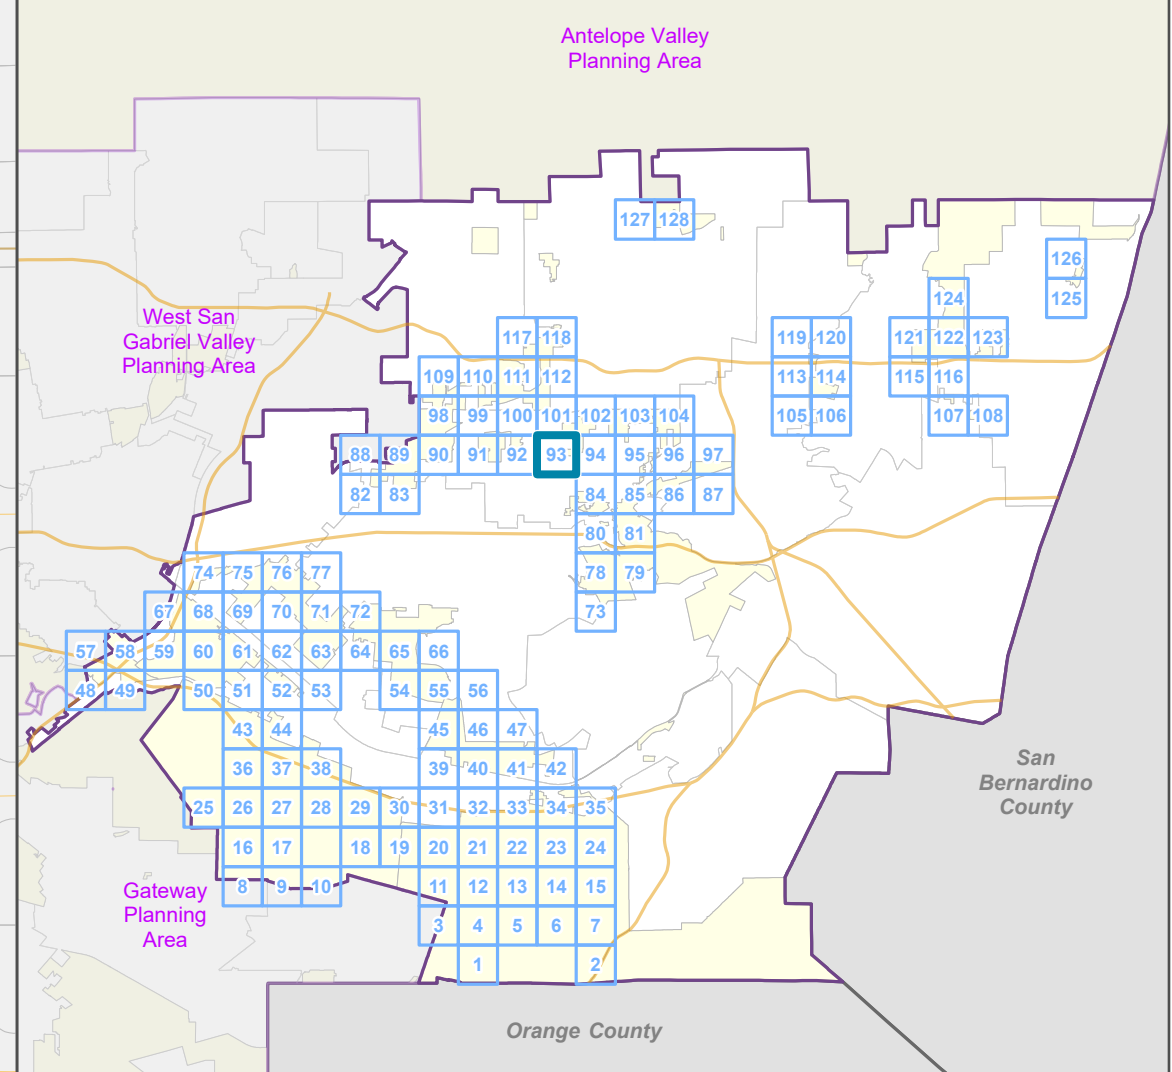 Antelope Valley
Planning Area
127 128
126
124 125
West San
Gabriel Valley
Planning Area
117 118 119 120 121 122 123
109 110 111 112 113 114 115 116
98 99 100 101 102 103 104 105 106 107 108
88 89 90 91 92 93 94 95 96 97
82 83 84 85 86 87
80 81
74 75 76 77 78 79
67 68 69 70 71 72 73
57 58 59 60 61 62 63 64 65 66
48 49 50 51 52 53 54 55 56
43 44 45 46 47
36 37 38 39 40 41 42
San
Bernardino
County
25 26 27 28 29 30 31 32 33 34 35
16 17 18 19 20 21 22 23 24
8 9 10 11 12 13 14 15
Gateway
Planning
Area
3 4 5 6 7
1 2
Orange County